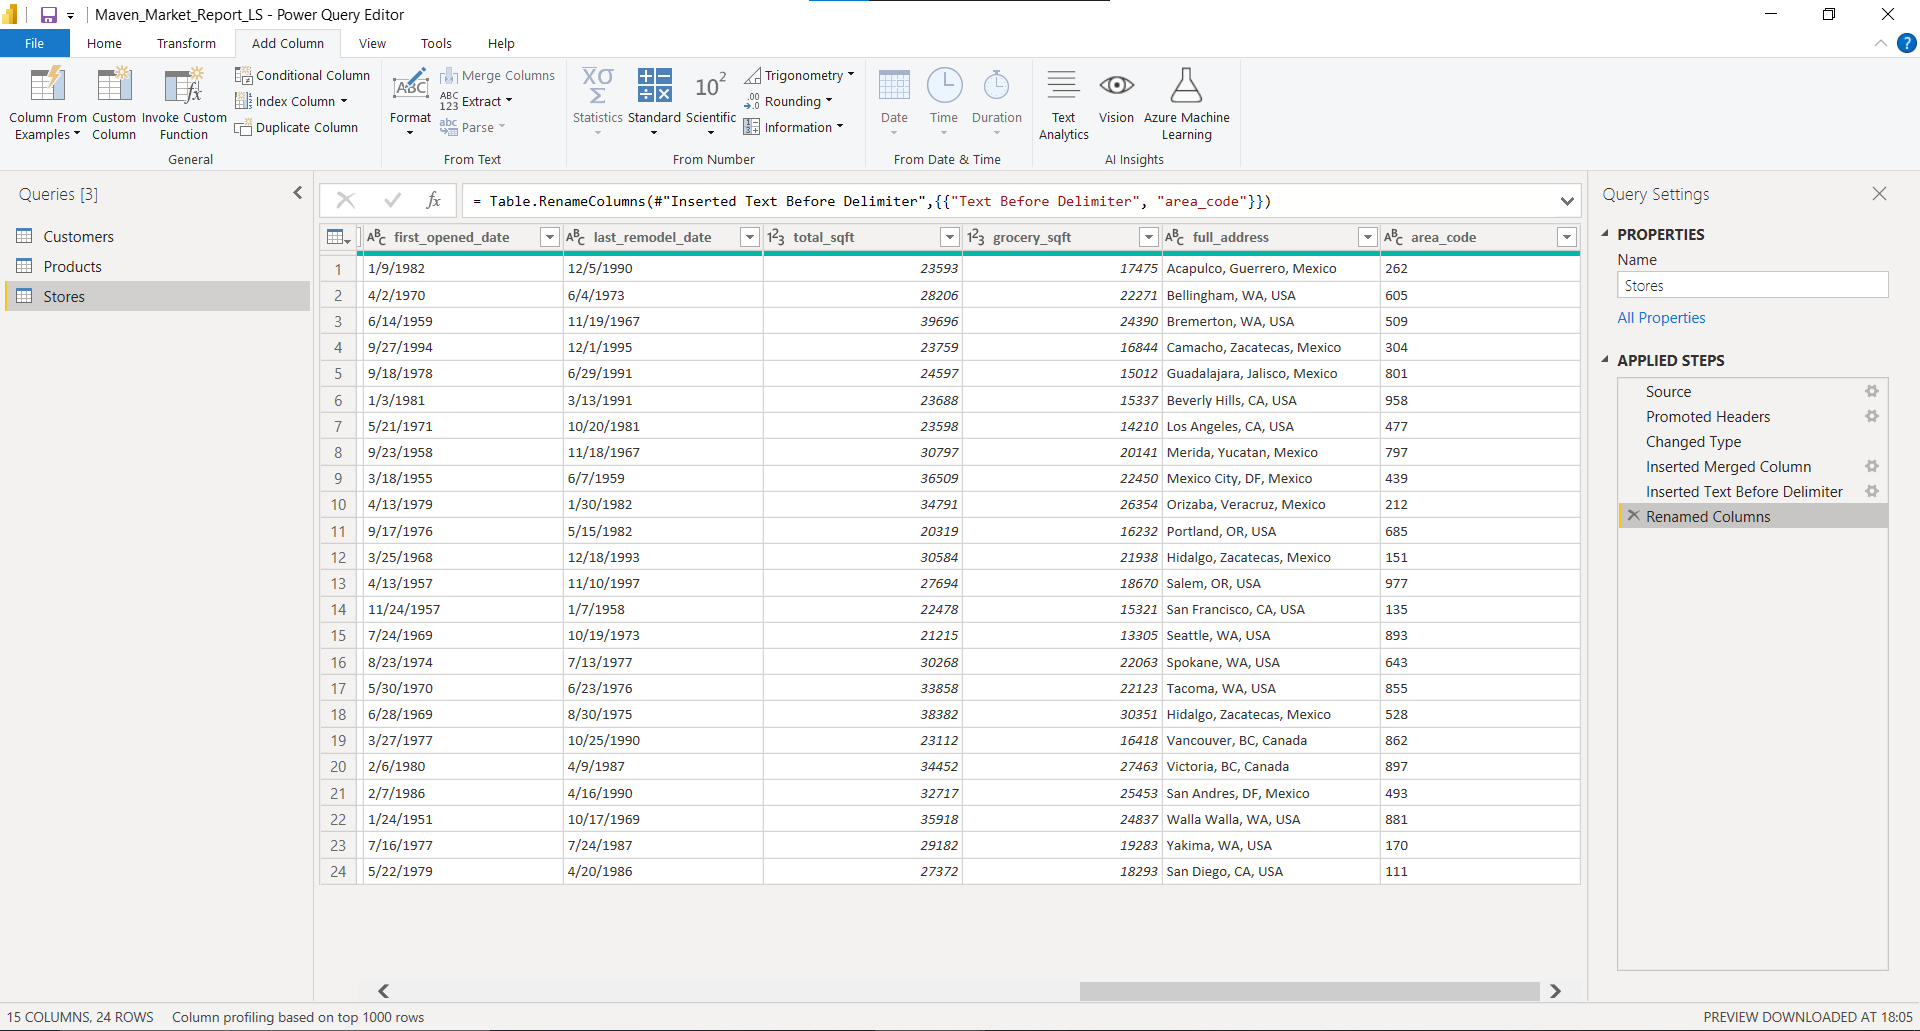 Maven_Market_Report_LS - Power Query Editor
File Home Transform Add Column View Tools Help
Column From Examples
Custom Column
Invoke Custom Function
Conditional Column
Index Column
Duplicate Column
General
Format
Merge Columns
Extract
Parse
From Text
Statistics
Standard
Scientific
Trigonometry
Rounding
Information
From Number
Date
Time
Duration
From Date & Time
Text Analytics
Vision
Azure Machine Learning
AI Insights
Queries [3]
Customers
Products
Stores
= Table.RenameColumns(#"Inserted Text Before Delimiter",{{"Text Before Delimiter", "area_code"}})
first_opened_date last_remodel_date total_sqft grocery_sqft full_address area_code
1 1/9/1982 12/5/1990 23593 17475 Acapulco, Guerrero, Mexico 262
2 4/2/1970 6/4/1973 28206 22271 Bellingham, WA, USA 605
3 6/14/1959 11/19/1967 39696 24390 Bremerton, WA, USA 509
4 9/27/1994 12/1/1995 23759 16844 Camacho, Zacatecas, Mexico 304
5 9/18/1978 6/29/1991 24597 15012 Guadalajara, Jalisco, Mexico 801
6 1/3/1981 3/13/1991 23688 15337 Beverly Hills, CA, USA 958
7 5/21/1971 10/20/1981 23598 14210 Los Angeles, CA, USA 477
8 9/23/1958 11/18/1967 30797 20141 Merida, Yucatan, Mexico 797
9 3/18/1955 6/7/1959 36509 22450 Mexico City, DF, Mexico 439
10 4/13/1979 1/30/1982 34791 26354 Orizaba, Veracruz, Mexico 212
11 9/17/1976 5/15/1982 20319 16232 Portland, OR, USA 685
12 3/25/1968 12/18/1993 30584 21938 Hidalgo, Zacatecas, Mexico 151
13 4/13/1957 11/10/1997 27694 18670 Salem, OR, USA 977
14 11/24/1957 1/7/1958 22478 15321 San Francisco, CA, USA 135
15 7/24/1969 10/19/1973 21215 13305 Seattle, WA, USA 893
16 8/23/1974 7/13/1977 30268 22063 Spokane, WA, USA 643
17 5/30/1970 6/23/1976 33858 22123 Tacoma, WA, USA 855
18 6/28/1969 8/30/1975 38382 30351 Hidalgo, Zacatecas, Mexico 528
19 3/27/1977 10/25/1990 23112 16418 Vancouver, BC, Canada 862
20 2/6/1980 4/9/1987 34452 27463 Victoria, BC, Canada 897
21 2/7/1986 4/16/1990 32717 25453 San Andres, DF, Mexico 493
22 1/24/1951 10/17/1969 35918 24837 Walla Walla, WA, USA 881
23 7/16/1977 7/24/1987 29182 19283 Yakima, WA, USA 170
24 5/22/1979 4/20/1986 27372 18293 San Diego, CA, USA 111
Query Settings
PROPERTIES
Name
Stores
All Properties
APPLIED STEPS
Source
Promoted Headers
Changed Type
Inserted Merged Column
Inserted Text Before Delimiter
Renamed Columns
15 COLUMNS, 24 ROWS Column profiling based on top 1000 rows
PREVIEW DOWNLOADED AT 18:05